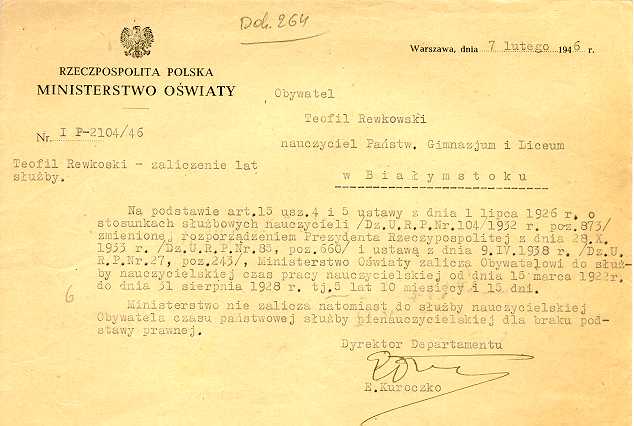 Dok. 264
Warszawa, dnia 7 lutego 1946 r.
RZECZPOSPOLITA POLSKA
MINISTERSTWO OŚWIATY
Nr. I P-2104/46
Teofil Rewkoski - zaliczenie lat
służby.
Obywatel
Teofil Rewkowski
nauczyciel Państw. Gimnazjum i Liceum
w Białymstoku
Na podstawie art.15 usz.4 i 5 ustawy z dnia 1 lipca 1926 r. o
stosunkach służbowych nauczycieli /Dz.U.R.P.Nr.104/1932 r. poz.873/
zmienionej rozporządzeniem Prezydenta Rzeczypospolitej z dnia 28.X.
1933 r. /Dz.U.R.P.Nr.88, poz.660/ i ustawą z dnia 9.IV.1938 r. /Dz.U.
R.P.Nr.27, poz.243/, Ministerstwo Oświaty zalicza Obywatelowi do służ-
by nauczycielskiej czas pracy nauczycielskiej od dnia 15 marca 1923r.
do dnia 31 sierpnia 1928 r. tj.5 lat 10 miesięcy i 15 dni.
6
Ministerstwo nie zalicza natomiast do służby nauczycielskiej
Obywatela czasu państwowej służby nienauczycielskiej dla braku pod-
stawy prawnej.
Dyrektor Departamentu
E.Kuroczko